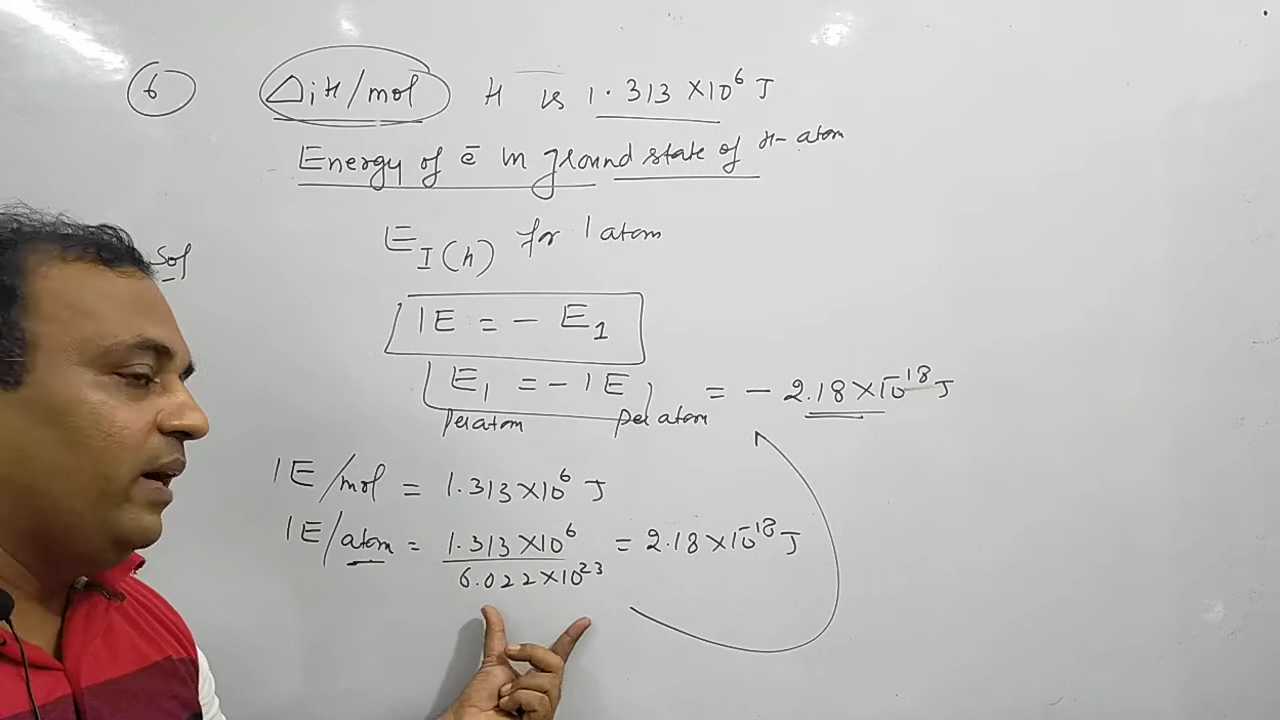 6 ΔiH/mol H is 1.313 ×10⁶ J
Energy of ē in ground state of H-atom
Sol E I(h) for 1 atom
IE = - E₁
E₁ = - IE = - 2.18×10⁻¹⁸ J
Per atom per atom
IE/mol = 1.313×10⁶ J
IE/atom = 1.313×10⁶ / 6.022×10²³ = 2.18×10⁻¹⁸ J